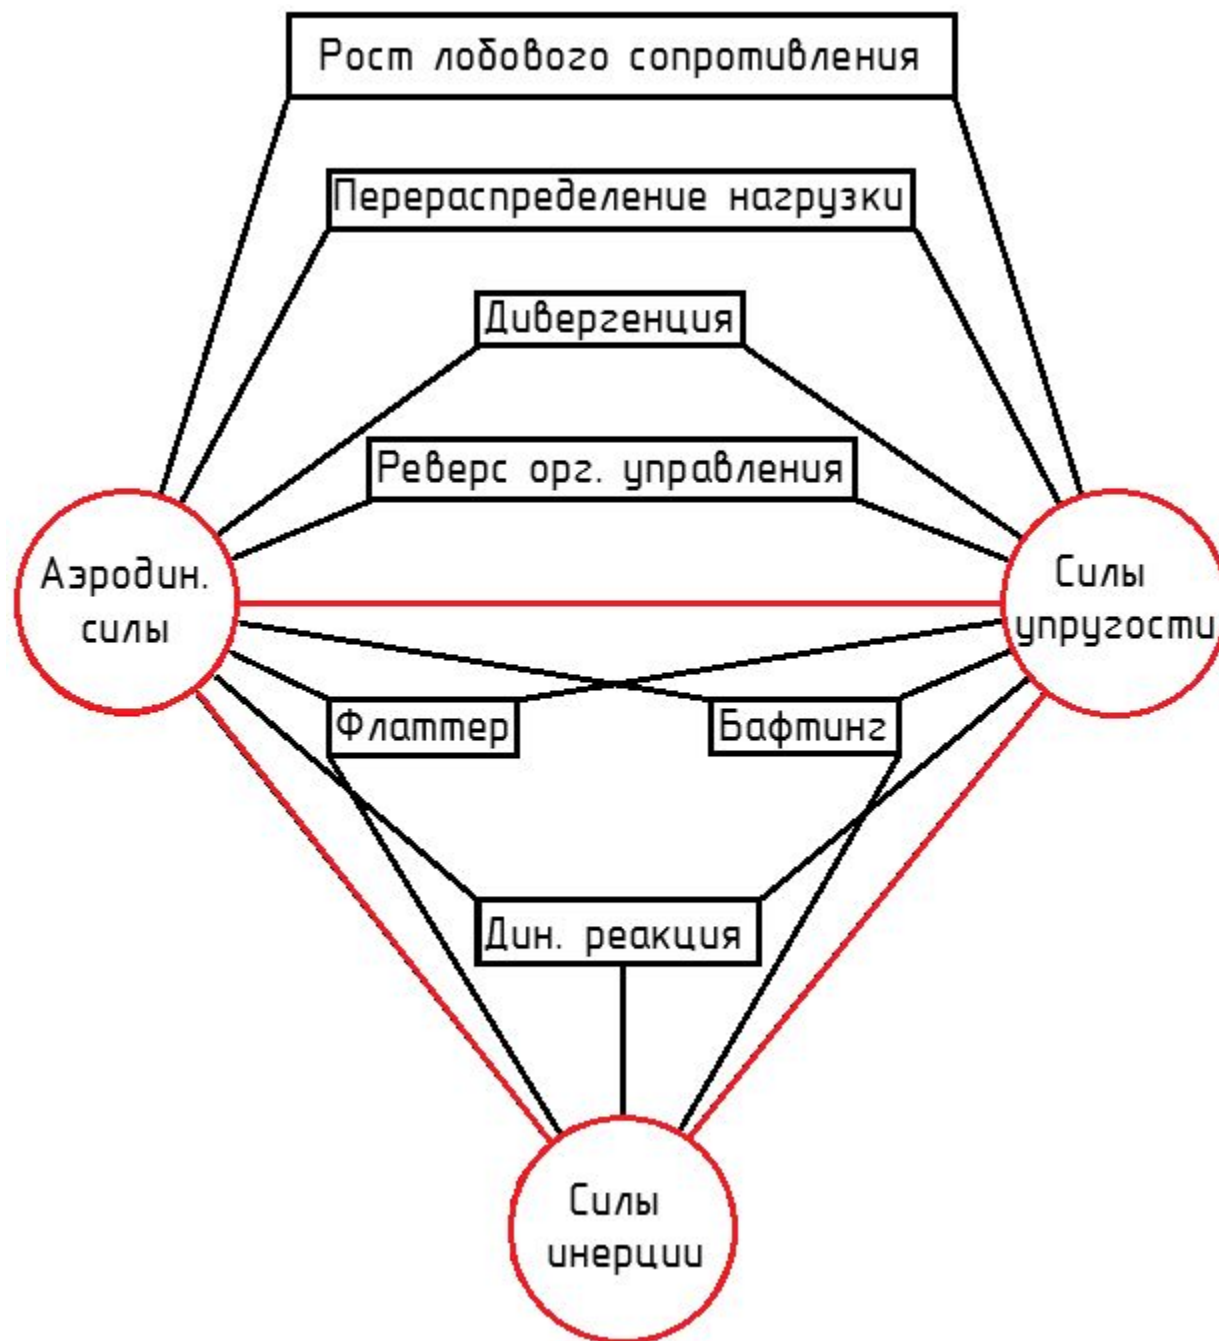 Рост лобового сопротивления
Перераспределение нагрузки
Дивергенция
Реверс орг. управления
Аэродин.
силы
Силы
упругости
Флаттер
Бафтинг
Дин. реакция
Силы
инерции